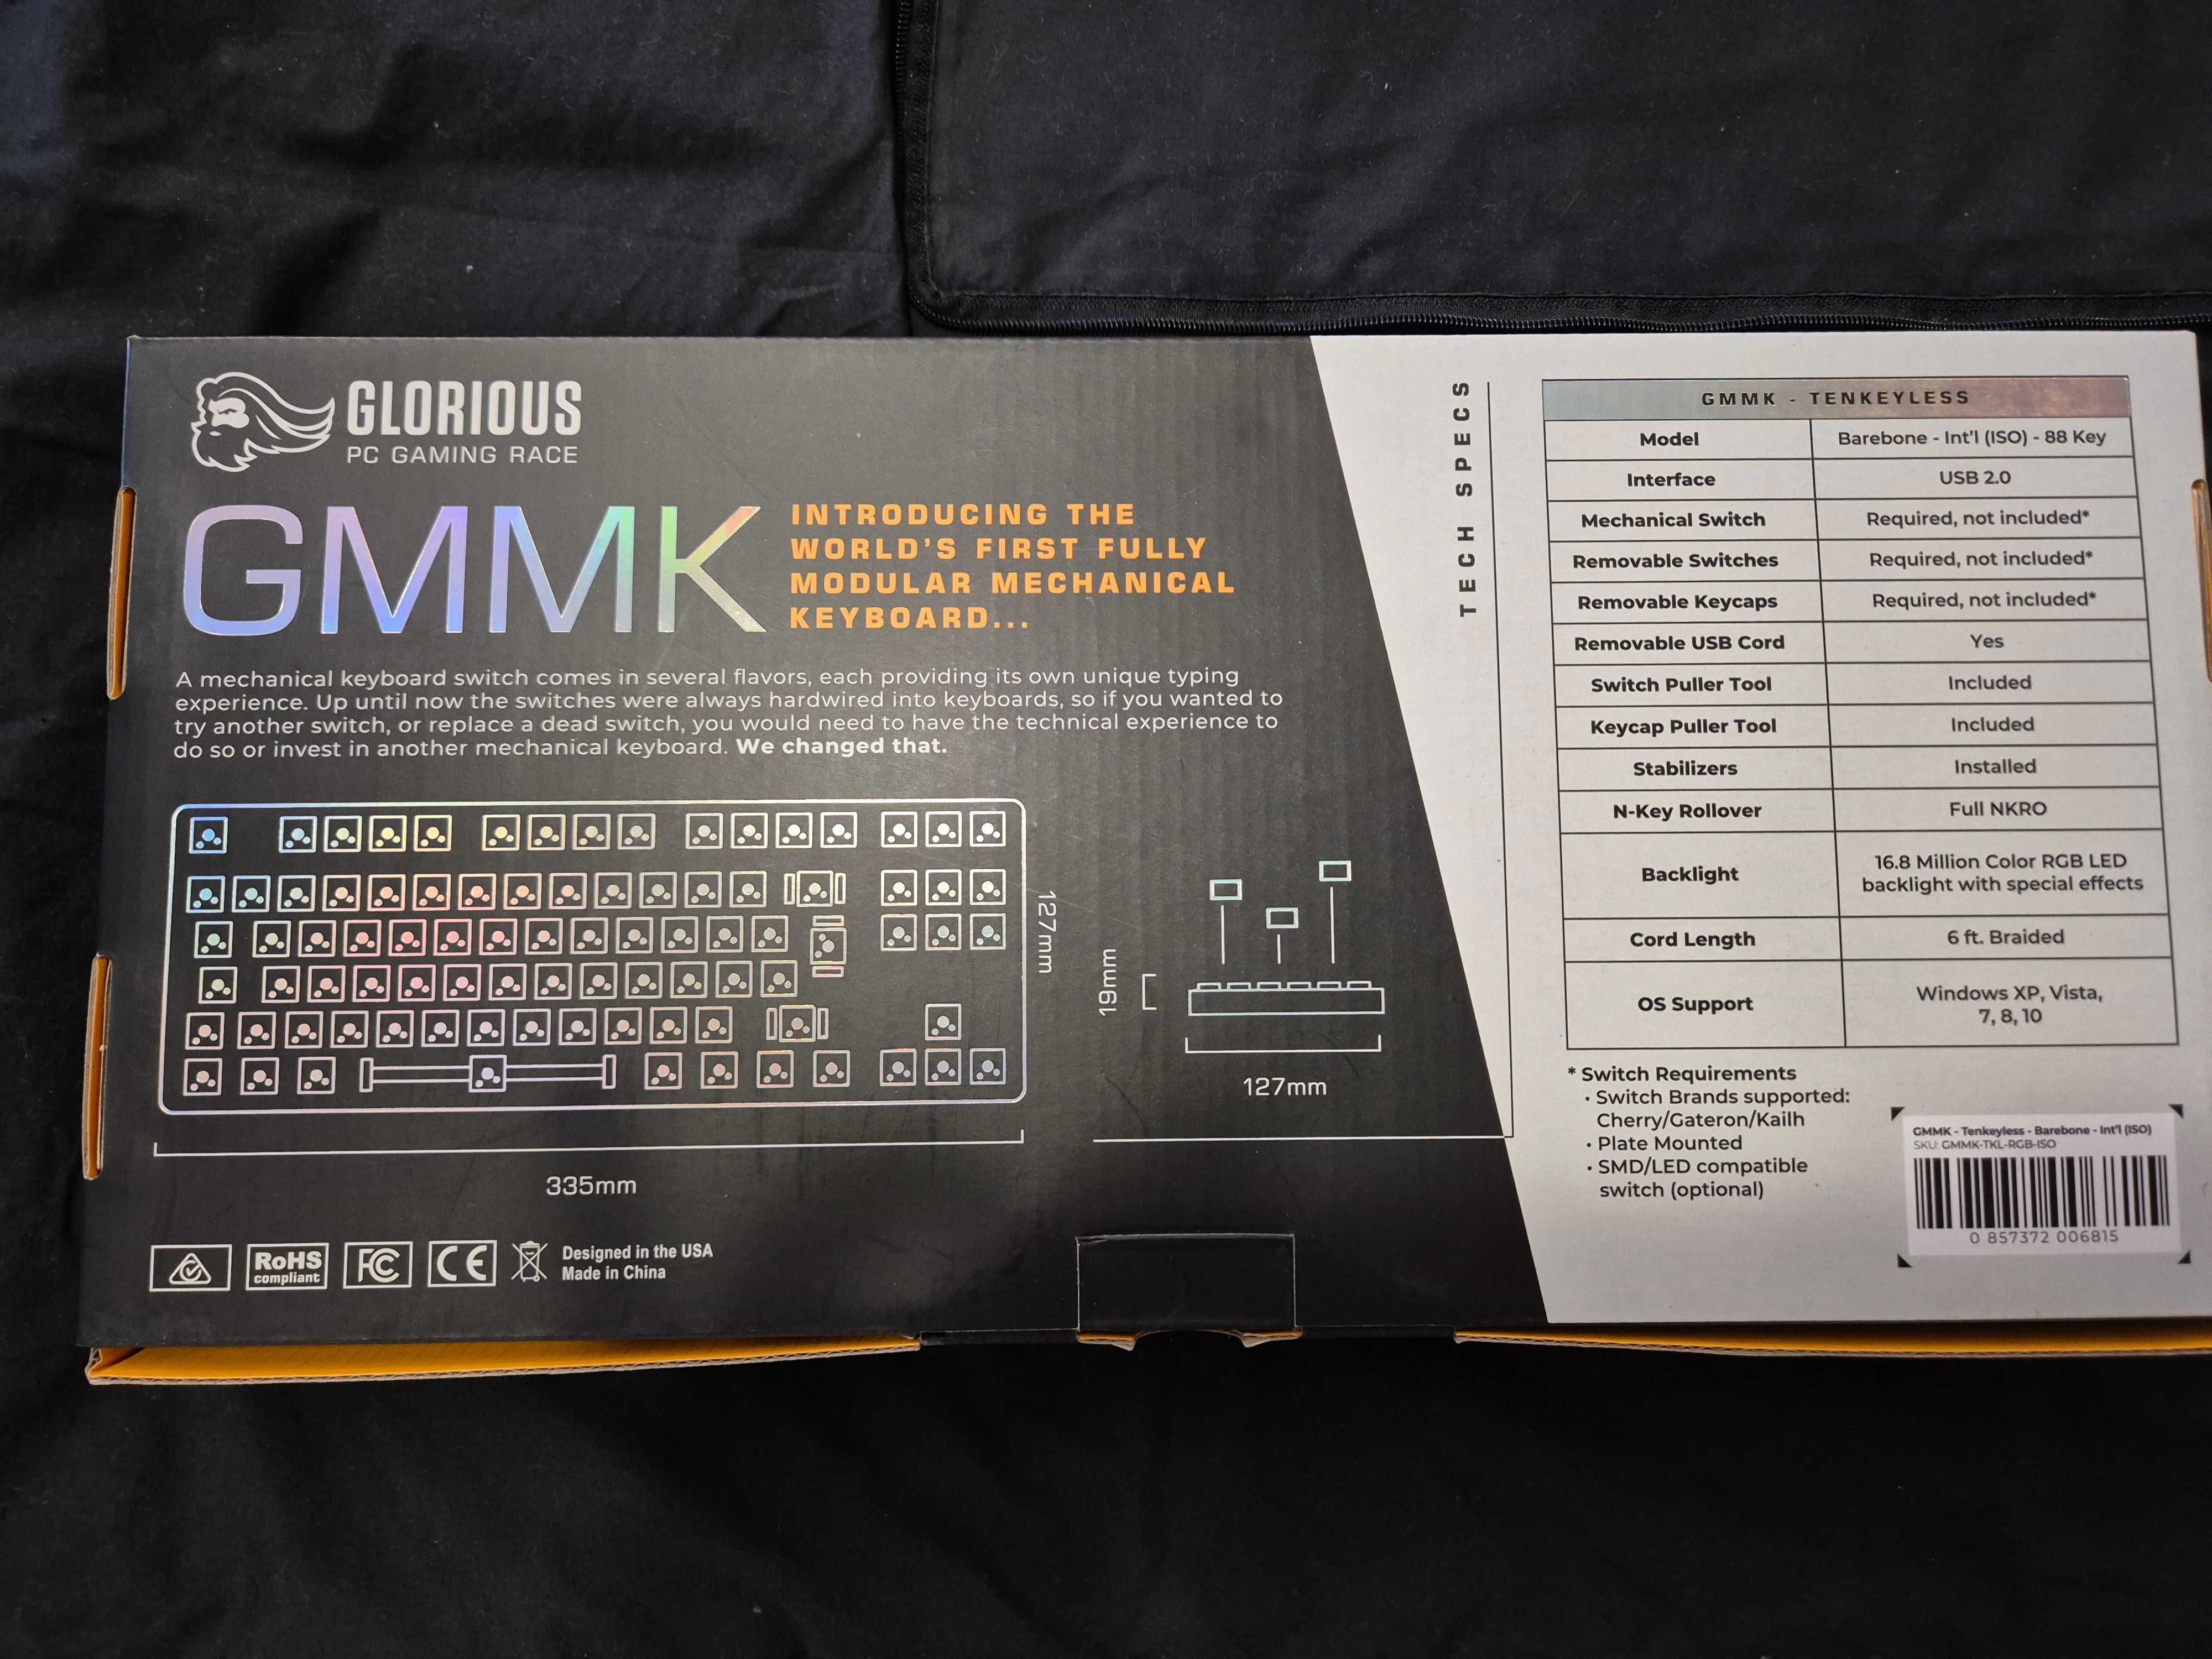 GLORIOUS
PC GAMING RACE
GMMK
INTRODUCING THE
WORLD'S FIRST FULLY
MODULAR MECHANICAL
KEYBOARD...
A mechanical keyboard switch comes in several flavors, each providing its own unique typing
experience. Up until now the switches were always hardwired into keyboards, so if you wanted to
try another switch, or replace a dead switch, you would need to have the technical experience to
do so or invest in another mechanical keyboard. We changed that.
127mm
335mm
19mm
127mm
RoHS
compliant
FC
CE
Designed in the USA
Made in China
TECH SPECS
GMMK - TENKEYLESS
Model Barebone - Int'l (ISO) - 88 Key
Interface USB 2.0
Mechanical Switch Required, not included*
Removable Switches Required, not included*
Removable Keycaps Required, not included*
Removable USB Cord Yes
Switch Puller Tool Included
Keycap Puller Tool Included
Stabilizers Installed
N-Key Rollover Full NKRO
Backlight 16.8 Million Color RGB LED
backlight with special effects
Cord Length 6 ft. Braided
OS Support Windows XP, Vista,
7, 8, 10
* Switch Requirements
· Switch Brands supported:
Cherry/Gateron/Kailh
· Plate Mounted
· SMD/LED compatible
switch (optional)
GMMK - Tenkeyless - Barebone - Int'l (ISO)
SKU: GMMK-TKL-RGB-ISO
0 857372 006815